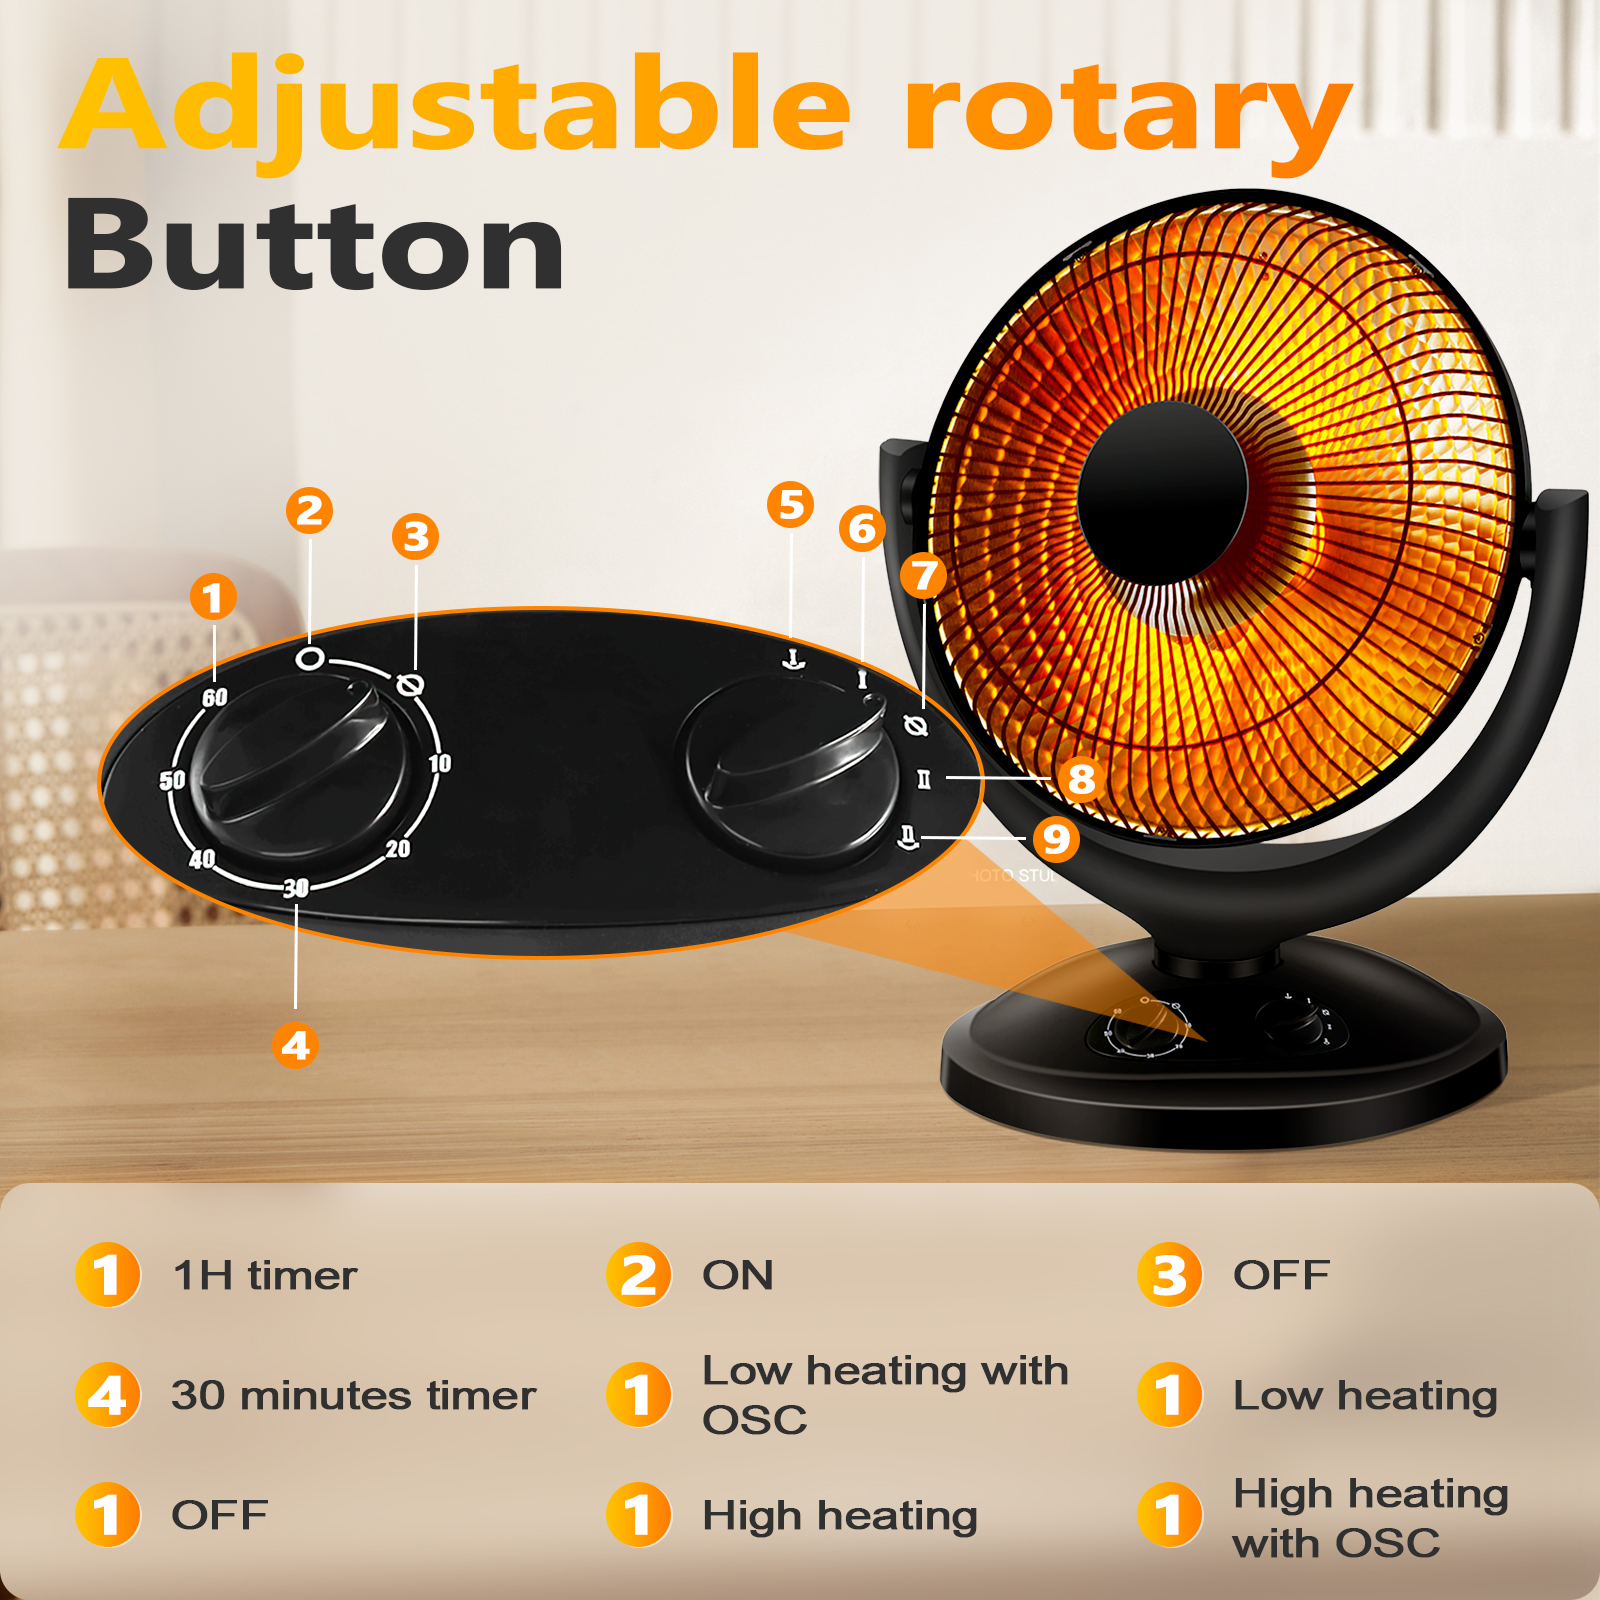 Adjustable rotary
Button
2
5
3
6
7
1
60
50
10
8
40
20
9
30
HOTO STU
4
1 1H timer
2 ON
3 OFF
4 30 minutes timer
1 Low heating with
OSC
1 Low heating
1 OFF
1 High heating
1 High heating
with OSC